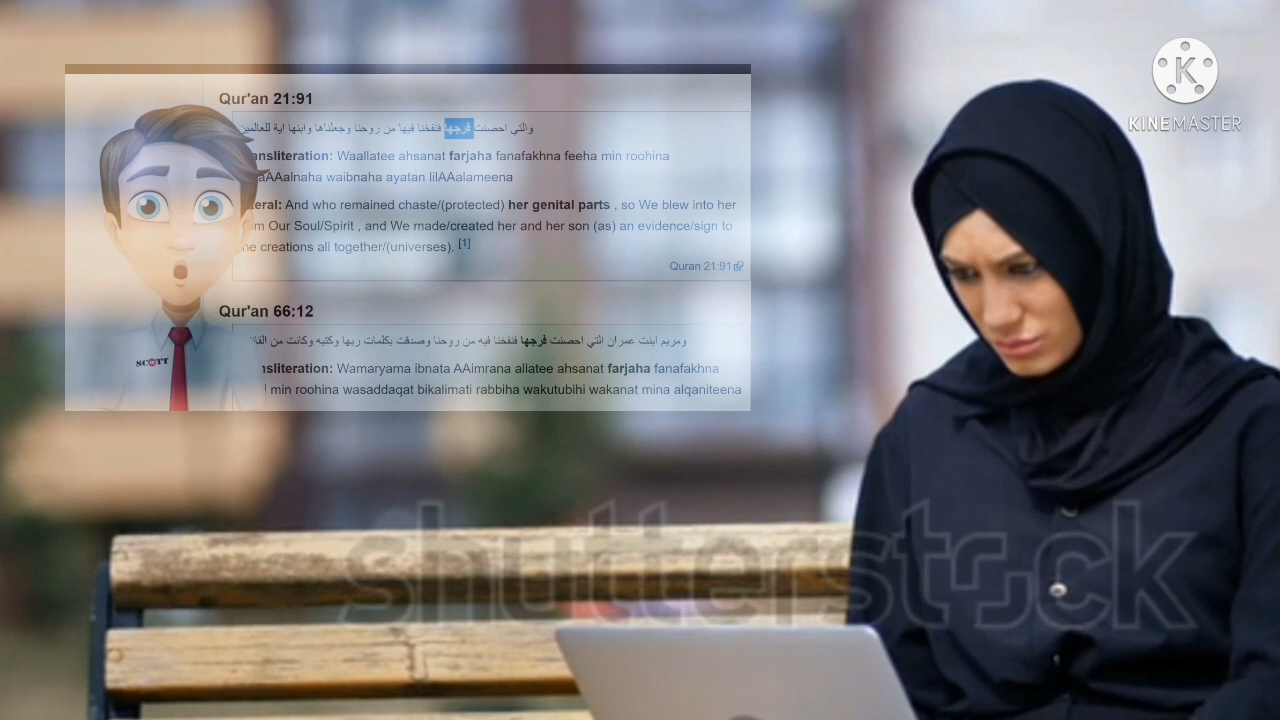 Qur'an 21:91
والتي احصنت فرجها فنفخنا فيها من روحنا وجعلناها وابنها اية للعالمين
ansliteration: Waallatee ahsanat farjaha fanafakhna feeha min roohina
aAAalnaha waibnaha ayatan lilAAalameena
eral: And who remained chaste/(protected) her genital parts , so We blew into her
m Our Soul/Spirit , and We made/created her and her son (as) an evidence/sign to
e creations all together/(universes). [1]
Quran 21:91
Qur'an 66:12
ومريم ابنت عمران التي احصنت فرجها فنفخنا فيه من روحنا وصدقت بكلمات ربها وكتبه وكانت من
nsliteration: Wamaryama ibnata AAimrana allatee ahsanat farjaha fanafakhna
min roohina wasaddaqat bikalimati rabbiha wakutubihi wakanat mina alqaniteena
SCOTT
KINEMASTER
shutterstock